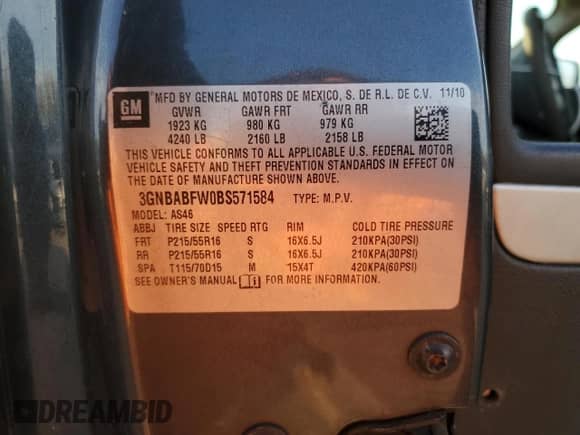 GM
MFD BY GENERAL MOTORS DE MEXICO, S. DE R.L. DE C.V. 11/10
GVWR GAWR FRT GAWR RR
1923 KG 980 KG 979 KG
4240 LB 2160 LB 2158 LB
THIS VEHICLE CONFORMS TO ALL APPLICABLE U.S. FEDERAL MOTOR
VEHICLE SAFETY AND THEFT PREVENTION STANDARDS IN EFFECT ON
THE DATE OF MANUFACTURE SHOWN ABOVE.
3GNBABFW0BS571584 TYPE: M.P.V.
MODEL: AS46
ABBJ TIRE SIZE SPEED RTG RIM COLD TIRE PRESSURE
FRT P215/55R16 S 16X6.5J 210KPA(30PSI)
RR P215/55R16 S 16X6.5J 210KPA(30PSI)
SPA T115/70D15 M 15X4T 420KPA(60PSI)
SEE OWNER'S MANUAL FOR MORE INFORMATION.
DREAMBID